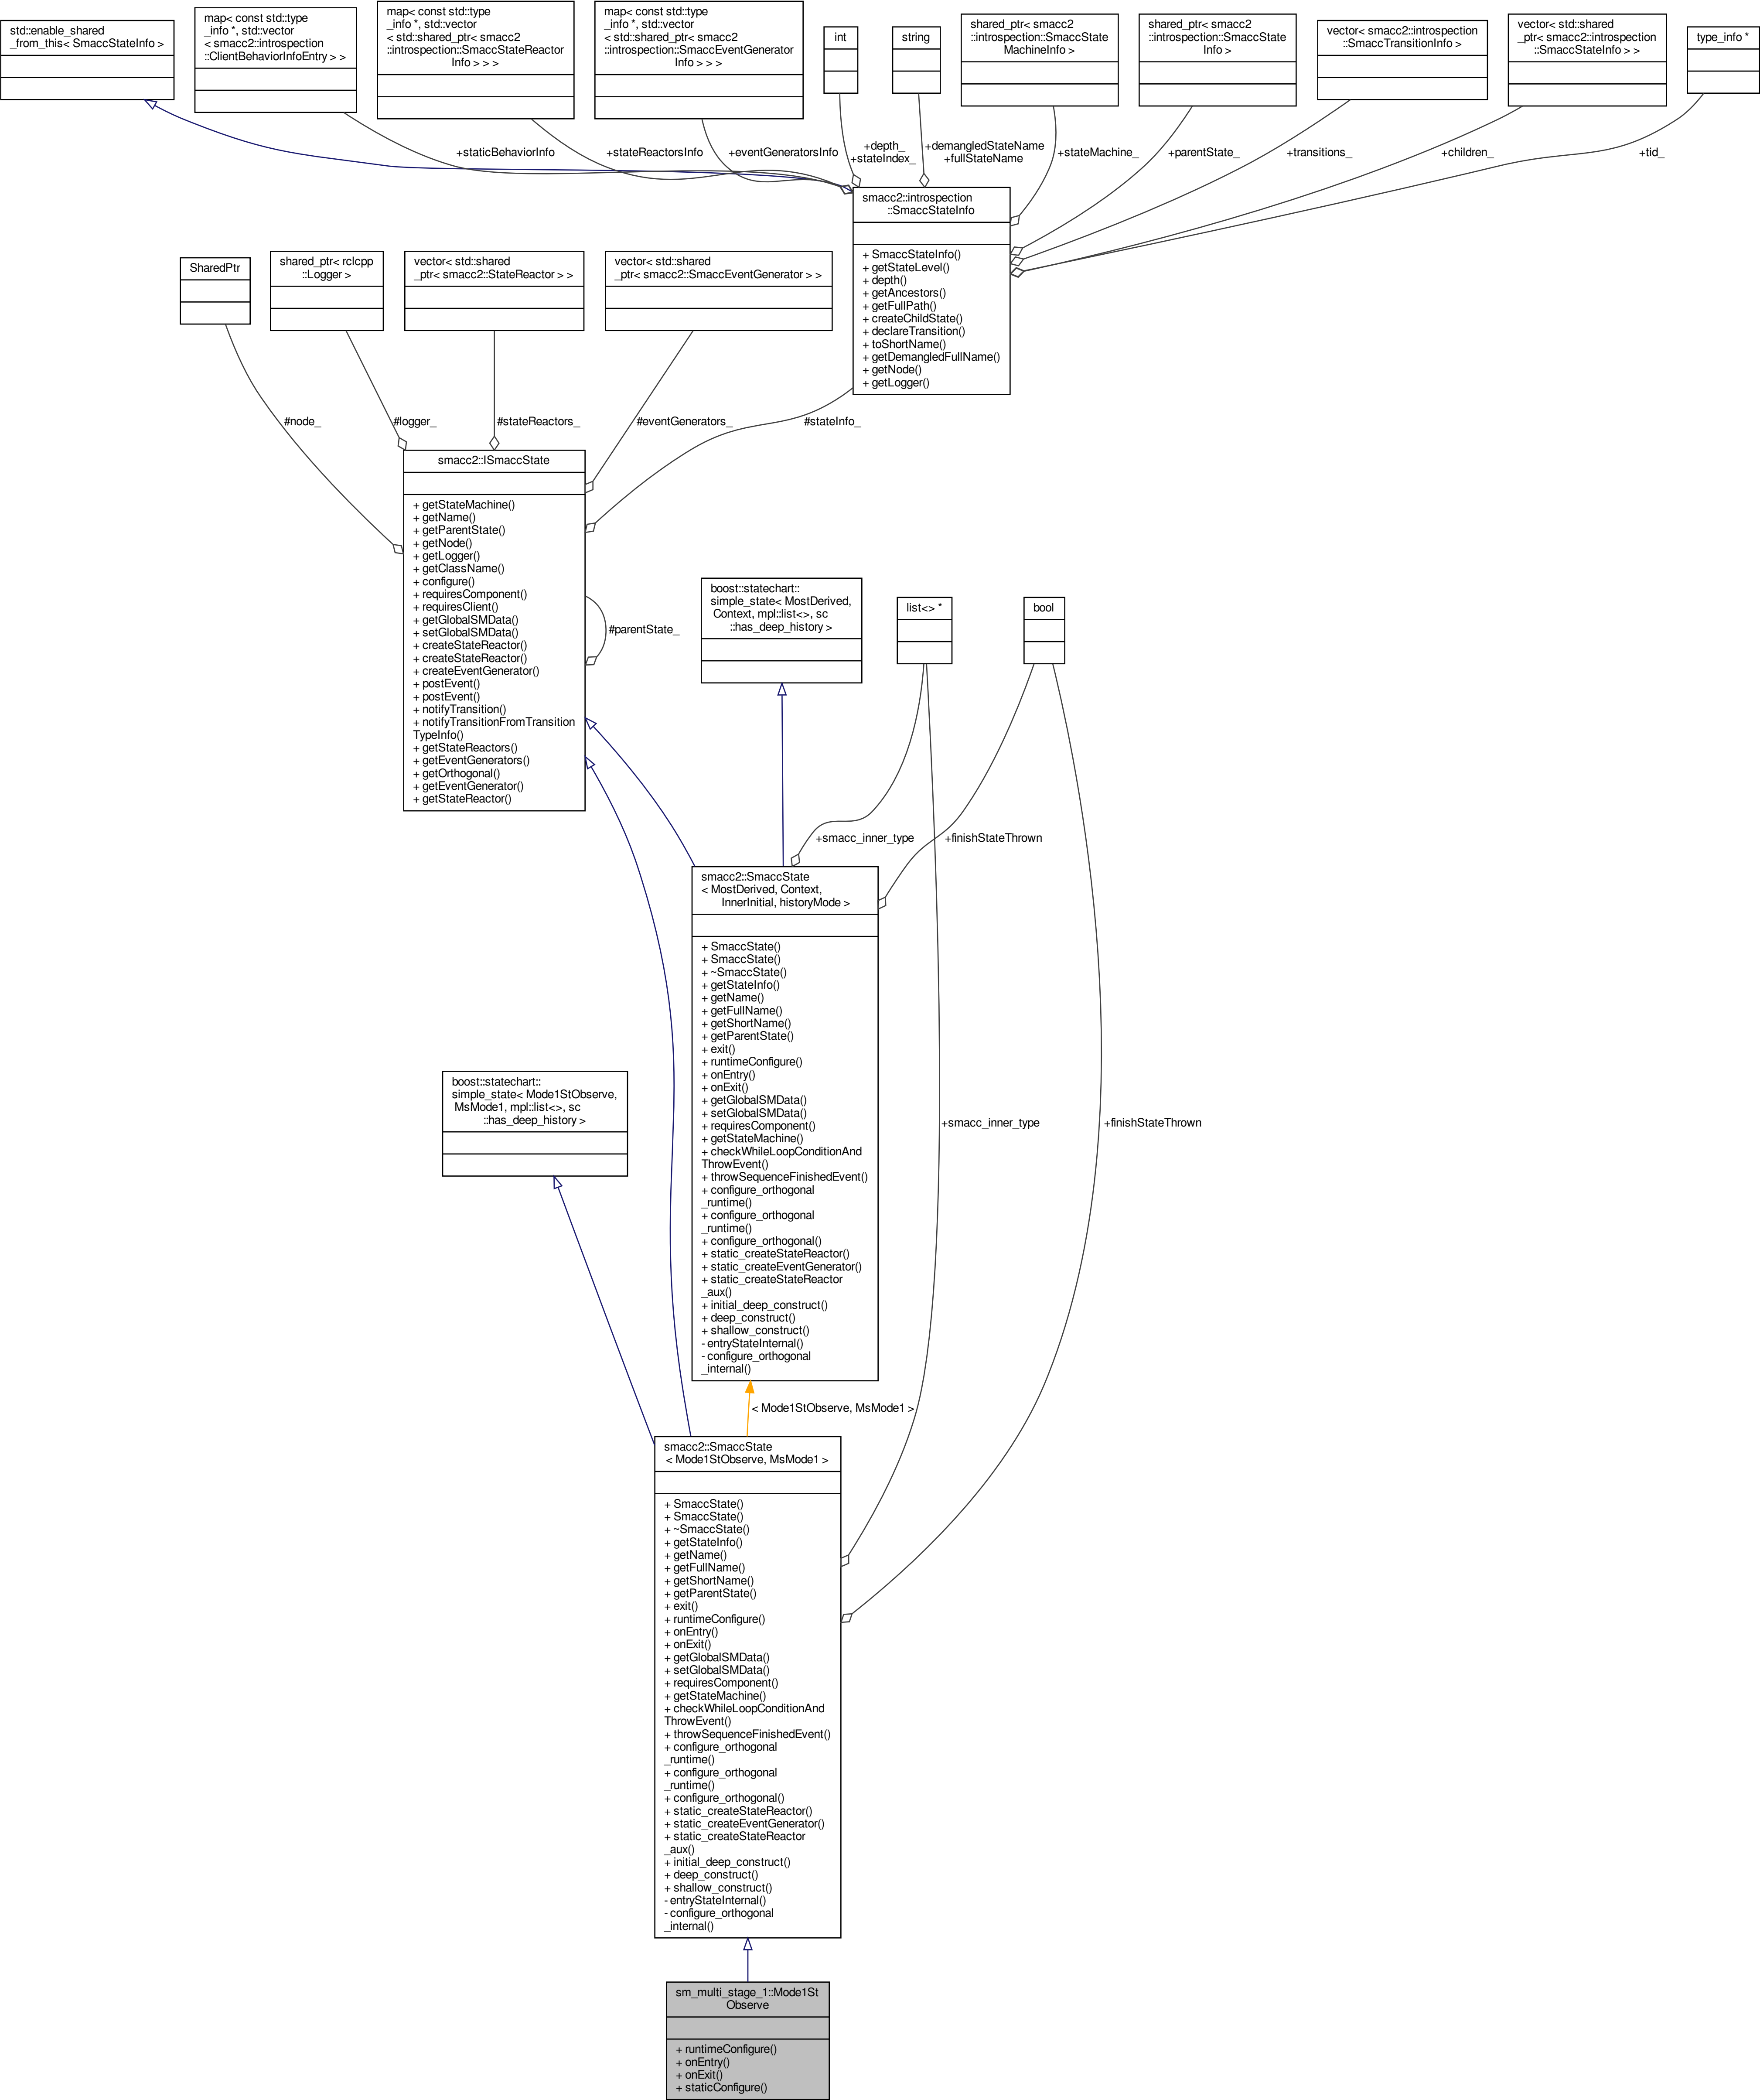 std::enable_shared
_from_this< SmaccStateInfo >
map< const std::type
_info *, std::vector
< smacc2::introspection
::ClientBehaviorInfoEntry > >
map< const std::type
_info *, std::vector
< std::shared_ptr< smacc2
::introspection::SmaccStateReactor
Info > > >
map< const std::type
_info *, std::vector
< std::shared_ptr< smacc2
::introspection::SmaccEventGenerator
Info > > >
int
string
shared_ptr< smacc2
::introspection::SmaccState
MachineInfo >
shared_ptr< smacc2
::introspection::SmaccState
Info >
vector< smacc2::introspection
::SmaccTransitionInfo >
vector< std::shared
_ptr< smacc2::introspection
::SmaccStateInfo > >
type_info *
+staticBehaviorInfo
+stateReactorsInfo
+eventGeneratorsInfo
+depth_
+stateIndex_
+demangledStateName
+fullStateName
+stateMachine_
+parentState_
+transitions_
+children_
+tid_
smacc2::introspection
::SmaccStateInfo
+ SmaccStateInfo()
+ getStateLevel()
+ depth()
+ getAncestors()
+ getFullPath()
+ createChildState()
+ declareTransition()
+ toShortName()
+ getDemangledFullName()
+ getNode()
+ getLogger()
SharedPtr
shared_ptr< rclcpp
::Logger >
vector< std::shared
_ptr< smacc2::StateReactor > >
vector< std::shared
_ptr< smacc2::SmaccEventGenerator > >
#node_
#logger_
#stateReactors_
#eventGenerators_
#stateInfo_
smacc2::ISmaccState
+ getStateMachine()
+ getName()
+ getParentState()
+ getNode()
+ getLogger()
+ getClassName()
+ configure()
+ requiresComponent()
+ requiresClient()
+ getGlobalSMData()
+ setGlobalSMData()
+ createStateReactor()
+ createStateReactor()
+ createEventGenerator()
+ postEvent()
+ postEvent()
+ notifyTransition()
+ notifyTransitionFromTransition
TypeInfo()
+ getStateReactors()
+ getEventGenerators()
+ getOrthogonal()
+ getEventGenerator()
+ getStateReactor()
#parentState_
boost::statechart::
simple_state< MostDerived,
Context, mpl::list<>, sc
::has_deep_history >
list<> *
bool
+smacc_inner_type
+finishStateThrown
smacc2::SmaccState
< MostDerived, Context,
InnerInitial, historyMode >
+ SmaccState()
+ SmaccState()
+ ~SmaccState()
+ getStateInfo()
+ getName()
+ getFullName()
+ getShortName()
+ getParentState()
+ exit()
+ runtimeConfigure()
+ onEntry()
+ onExit()
+ getGlobalSMData()
+ setGlobalSMData()
+ requiresComponent()
+ getStateMachine()
+ checkWhileLoopConditionAnd
ThrowEvent()
+ throwSequenceFinishedEvent()
+ configure_orthogonal
_runtime()
+ configure_orthogonal
_runtime()
+ configure_orthogonal()
+ static_createStateReactor()
+ static_createEventGenerator()
+ static_createStateReactor
_aux()
+ initial_deep_construct()
+ deep_construct()
+ shallow_construct()
- entryStateInternal()
- configure_orthogonal
_internal()
boost::statechart::
simple_state< Mode1StObserve,
MsMode1, mpl::list<>, sc
::has_deep_history >
+smacc_inner_type
+finishStateThrown
< Mode1StObserve, MsMode1 >
smacc2::SmaccState
< Mode1StObserve, MsMode1 >
+ SmaccState()
+ SmaccState()
+ ~SmaccState()
+ getStateInfo()
+ getName()
+ getFullName()
+ getShortName()
+ getParentState()
+ exit()
+ runtimeConfigure()
+ onEntry()
+ onExit()
+ getGlobalSMData()
+ setGlobalSMData()
+ requiresComponent()
+ getStateMachine()
+ checkWhileLoopConditionAnd
ThrowEvent()
+ throwSequenceFinishedEvent()
+ configure_orthogonal
_runtime()
+ configure_orthogonal
_runtime()
+ configure_orthogonal()
+ static_createStateReactor()
+ static_createEventGenerator()
+ static_createStateReactor
_aux()
+ initial_deep_construct()
+ deep_construct()
+ shallow_construct()
- entryStateInternal()
- configure_orthogonal
_internal()
sm_multi_stage_1::Mode1St
Observe
+ runtimeConfigure()
+ onEntry()
+ onExit()
+ staticConfigure()